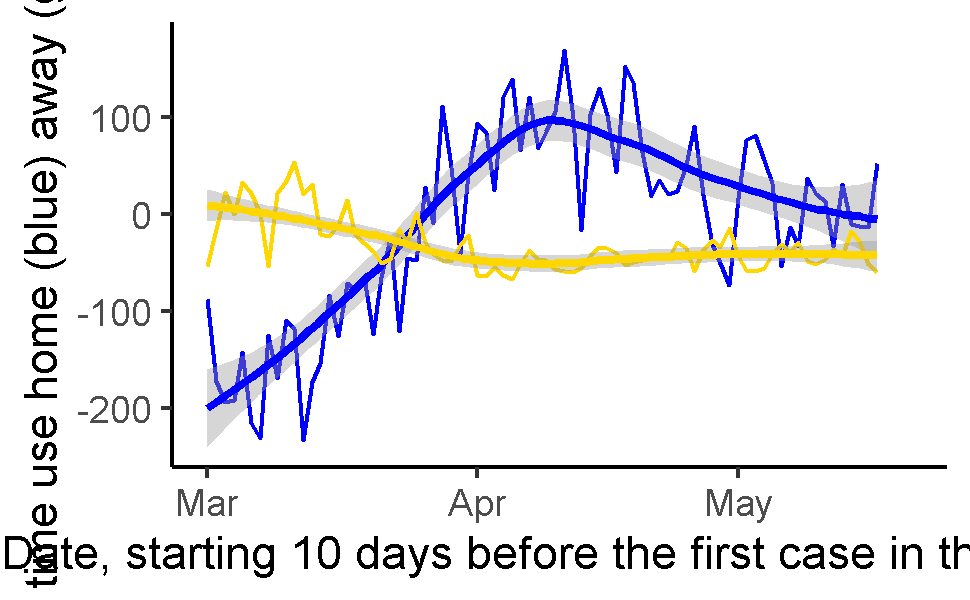 time use home (blue) away (
100
0
-100
-200
Mar Apr May
Date, starting 10 days before the first case in th